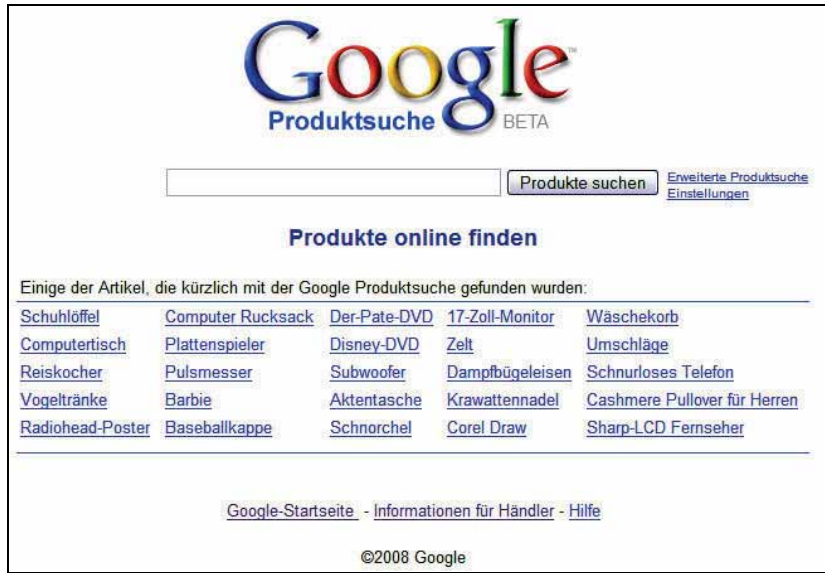 Google™
Produktsuche BETA
Produkte suchen Erweiterte Produktsuche
Einstellungen
Produkte online finden
Einige der Artikel, die kürzlich mit der Google Produktsuche gefunden wurden:
Schuhlöffel Computer Rucksack Der-Pate-DVD 17-Zoll-Monitor Wäschekorb
Computertisch Plattenspieler Disney-DVD Zelt Umschläge
Reiskocher Pulsmesser Subwoofer Dampfbügeleisen Schnurloses Telefon
Vogeltränke Barbie Aktentasche Krawattennadel Cashmere Pullover für Herren
Radiohead-Poster Baseballkappe Schnorchel Corel Draw Sharp-LCD Fernseher
Google-Startseite - Informationen für Händler - Hilfe
©2008 Google